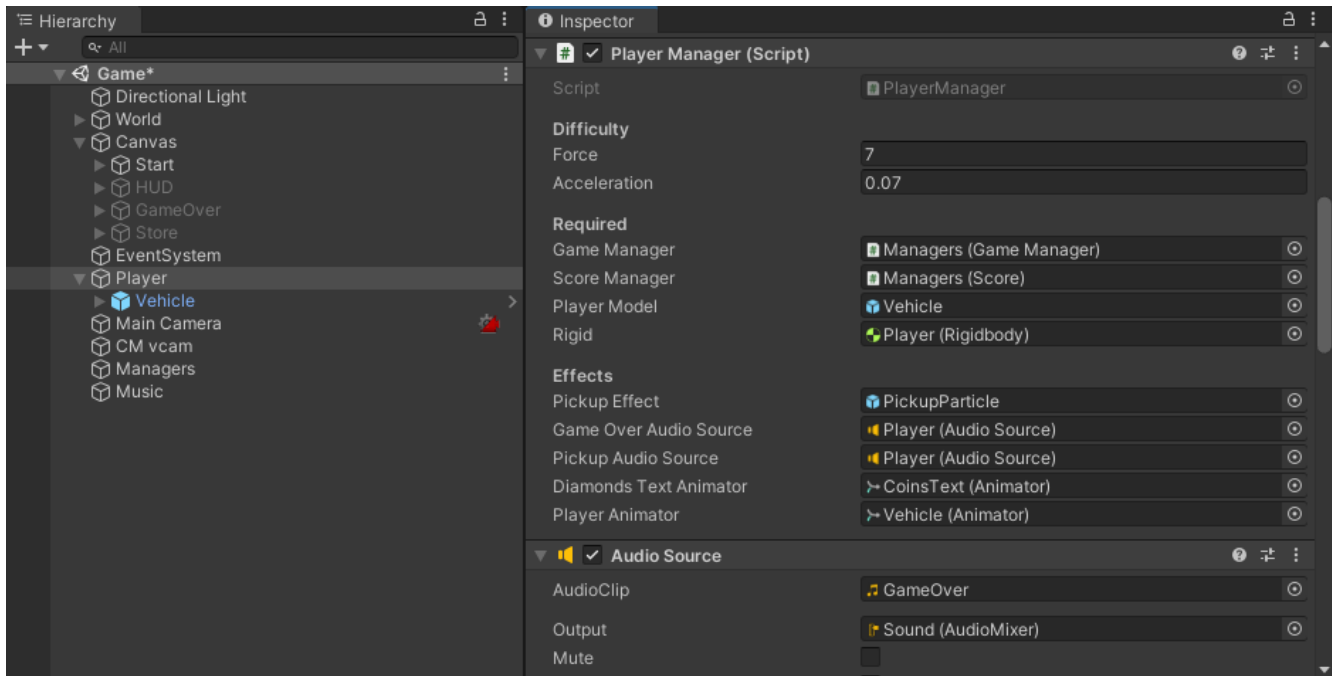 Hierarchy
All
Game*
Directional Light
World
Canvas
Start
HUD
GameOver
Store
EventSystem
Player
Vehicle
Main Camera
CM vcam
Managers
Music
Inspector
# Player Manager (Script)
Script # PlayerManager
Difficulty
Force 7
Acceleration 0.07
Required
Game Manager # Managers (Game Manager)
Score Manager # Managers (Score)
Player Model Vehicle
Rigid Player (Rigidbody)
Effects
Pickup Effect PickupParticle
Game Over Audio Source Player (Audio Source)
Pickup Audio Source Player (Audio Source)
Diamonds Text Animator CoinsText (Animator)
Player Animator Vehicle (Animator)
Audio Source
AudioClip GameOver
Output Sound (AudioMixer)
Mute